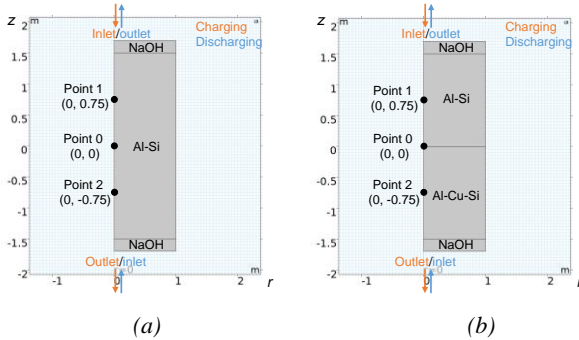 z
m
Inlet/outlet
Charging
Discharging
2
NaOH
1.5
Point 1
(0, 0.75)
1
0.5
Point 0
(0, 0)
0
Al-Si
-0.5
Point 2
(0, -0.75)
-1
-1.5
NaOH
Outlet/inlet
r=0
-2
m
-1
0
1
2
r
(a)
z
m
Inlet/outlet
Charging
Discharging
2
NaOH
1.5
Point 1
(0, 0.75)
Al-Si
1
0.5
Point 0
(0, 0)
0
-0.5
Point 2
(0, -0.75)
Al-Cu-Si
-1
-1.5
NaOH
Outlet/inlet
r=0
-2
m
-1
0
1
2
r
(b)